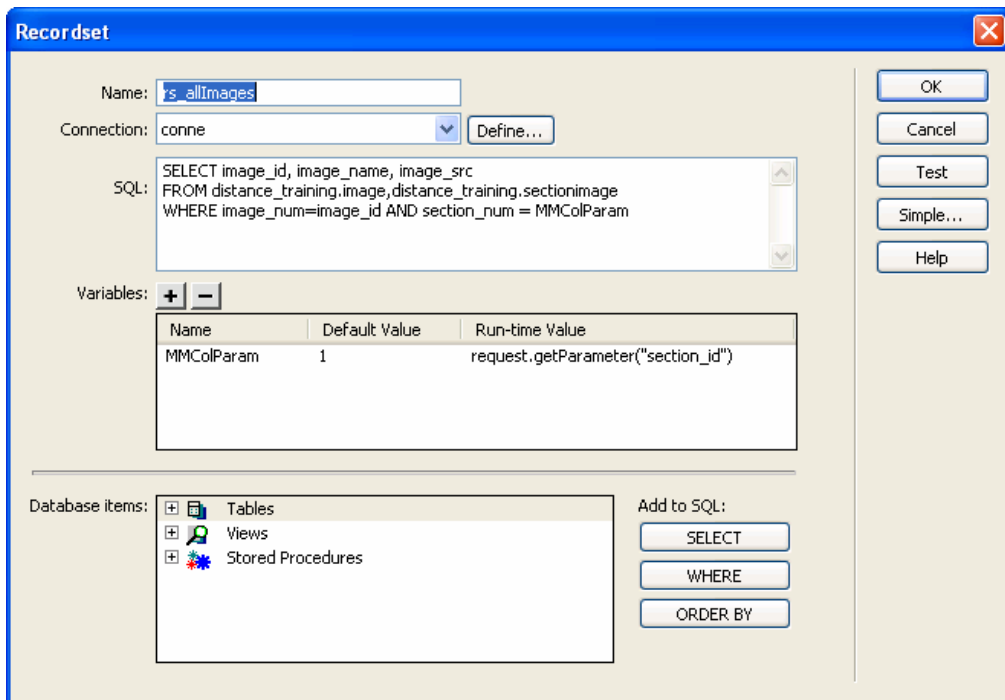 Recordset
Name: rs_allImages
OK
Connection: conne Define...
Cancel
SQL: SELECT image_id, image_name, image_src
FROM distance_training.image,distance_training.sectionimage
WHERE image_num=image_id AND section_num = MMColParam
Test
Simple...
Help
Variables: + −
Name Default Value Run-time Value
MMColParam 1 request.getParameter("section_id")
Database items: Tables
Views
Stored Procedures
Add to SQL:
SELECT
WHERE
ORDER BY